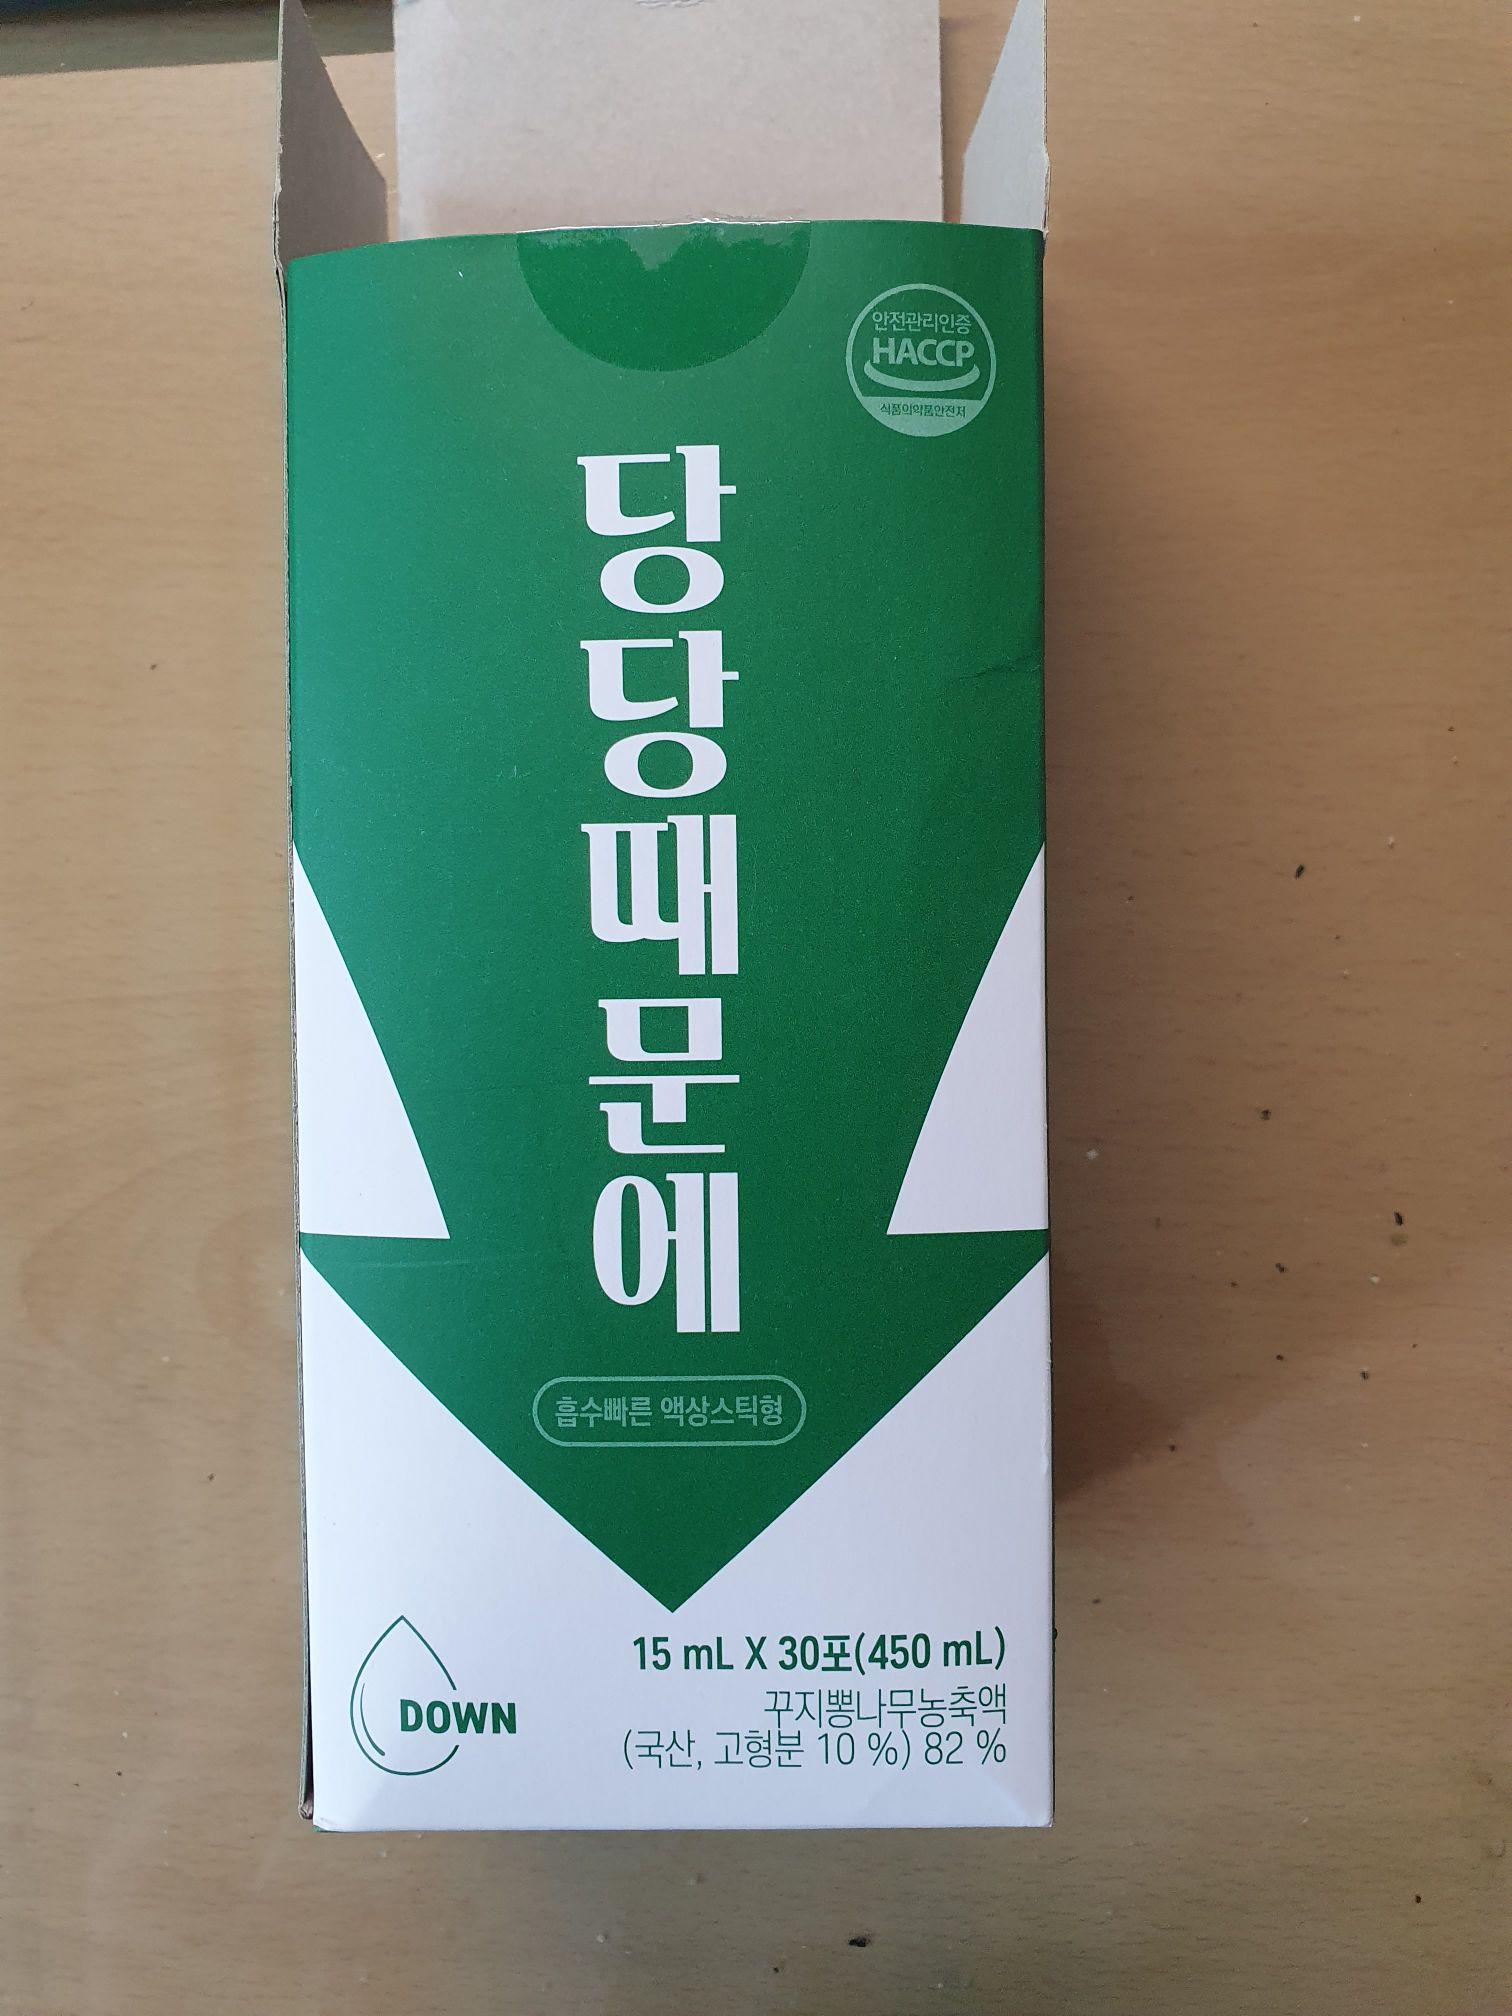 안전관리인증
HACCP
식품의약품안전처
당당때문에
흡수빠른 액상스틱형
DOWN
15 mL X 30포(450 mL)
꾸지뽕나무농축액
(국산, 고형분 10 %) 82 %